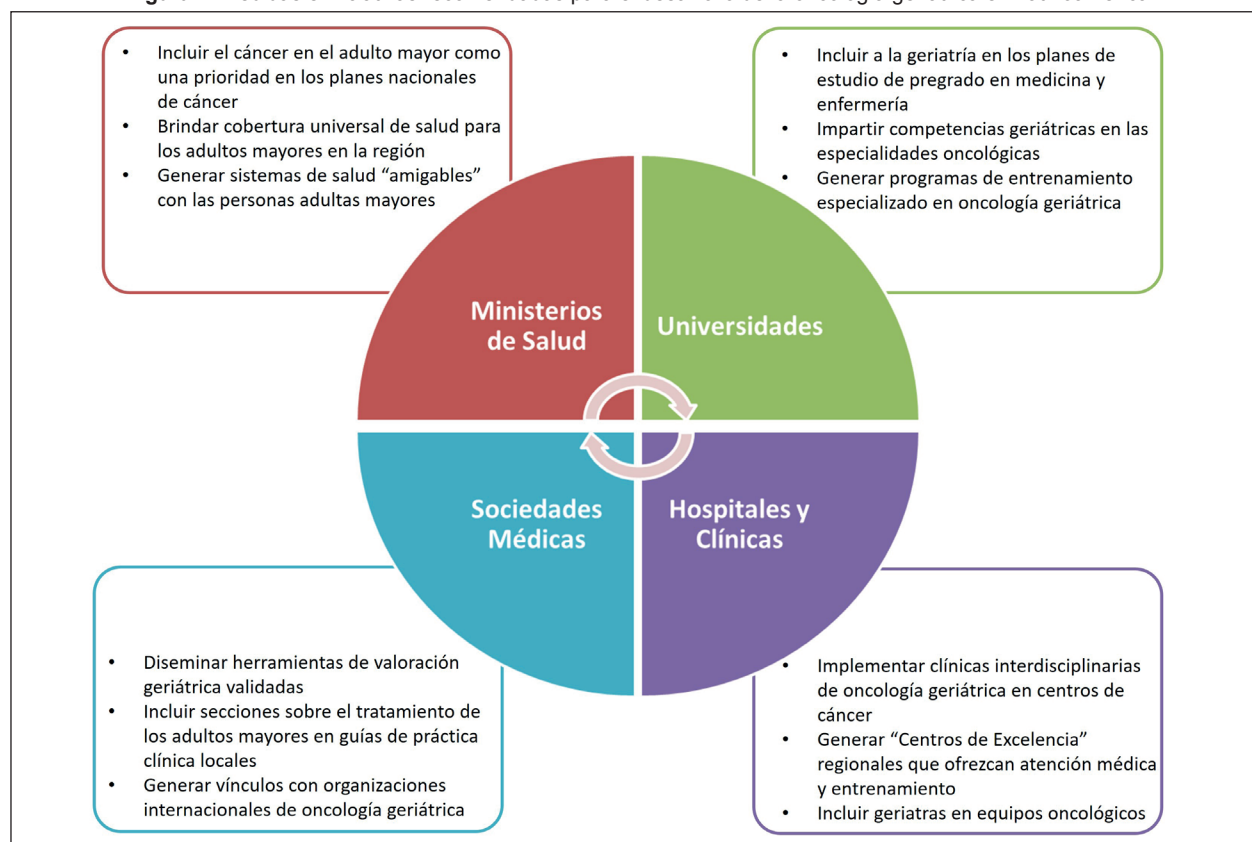 • Incluir el cáncer en el adulto mayor como
una prioridad en los planes nacionales
de cáncer
• Brindar cobertura universal de salud para
los adultos mayores en la región
• Generar sistemas de salud “amigables”
con las personas adultas mayores
• Incluir a la geriatría en los planes de
estudio de pregrado en medicina y
enfermería
• Impartir competencias geriátricas en las
especialidades oncológicas
• Generar programas de entrenamiento
especializado en oncología geriátrica
Ministerios
de Salud
Universidades
Sociedades
Médicas
Hospitales y
Clínicas
• Diseminar herramientas de valoración
geriátrica validadas
• Incluir secciones sobre el tratamiento de
los adultos mayores en guías de práctica
clínica locales
• Generar vínculos con organizaciones
internacionales de oncología geriátrica
• Implementar clínicas interdisciplinarias
de oncología geriátrica en centros de
cáncer
• Generar “Centros de Excelencia”
regionales que ofrezcan atención médica
y entrenamiento
• Incluir geriatras en equipos oncológicos